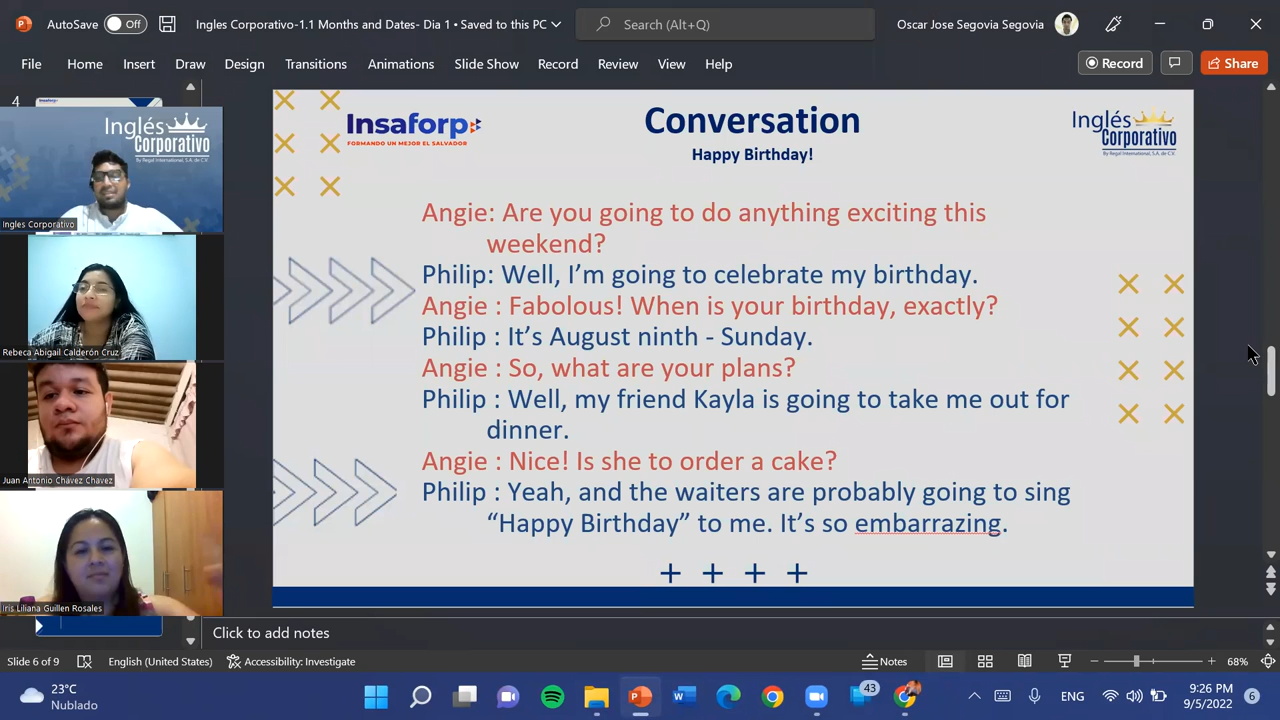 AutoSave Off Ingles Corporativo-1.1 Months and Dates- Dia 1 • Saved to this PC Search (Alt+Q) Oscar Jose Segovia Segovia
File Home Insert Draw Design Transitions Animations Slide Show Record Review View Help Record Share
4
Inglés
Corporativo
Ingles Corporativo
Rebeca Abigail Calderón Cruz
Juan Antonio Chávez Chavez
Iris Liliana Guillen Rosales
Insaforp
FORMANDO UN MEJOR EL SALVADOR
Conversation
Happy Birthday!
Inglés
Corporativo
By Regal International, S.A. de C.V.
Angie: Are you going to do anything exciting this
weekend?
Philip: Well, I’m going to celebrate my birthday.
Angie : Fabolous! When is your birthday, exactly?
Philip : It’s August ninth - Sunday.
Angie : So, what are your plans?
Philip : Well, my friend Kayla is going to take me out for
dinner.
Angie : Nice! Is she to order a cake?
Philip : Yeah, and the waiters are probably going to sing
“Happy Birthday” to me. It’s so embarrazing.
Click to add notes
Slide 6 of 9 English (United States) Accessibility: Investigate Notes 68%
23°C
Nublado
43
ENG
9:26 PM
9/5/2022
6